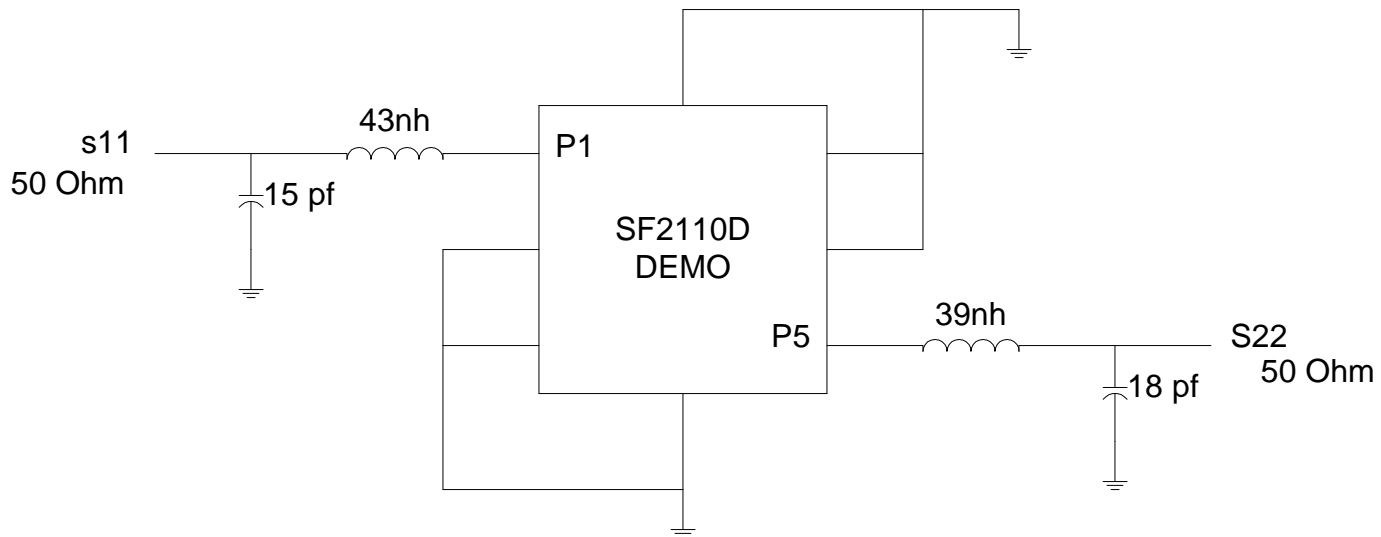 43nh
s11
P1
50 Ohm
15 pf
SF2110D
DEMO
39nh
P5
S22
50 Ohm
18 pf